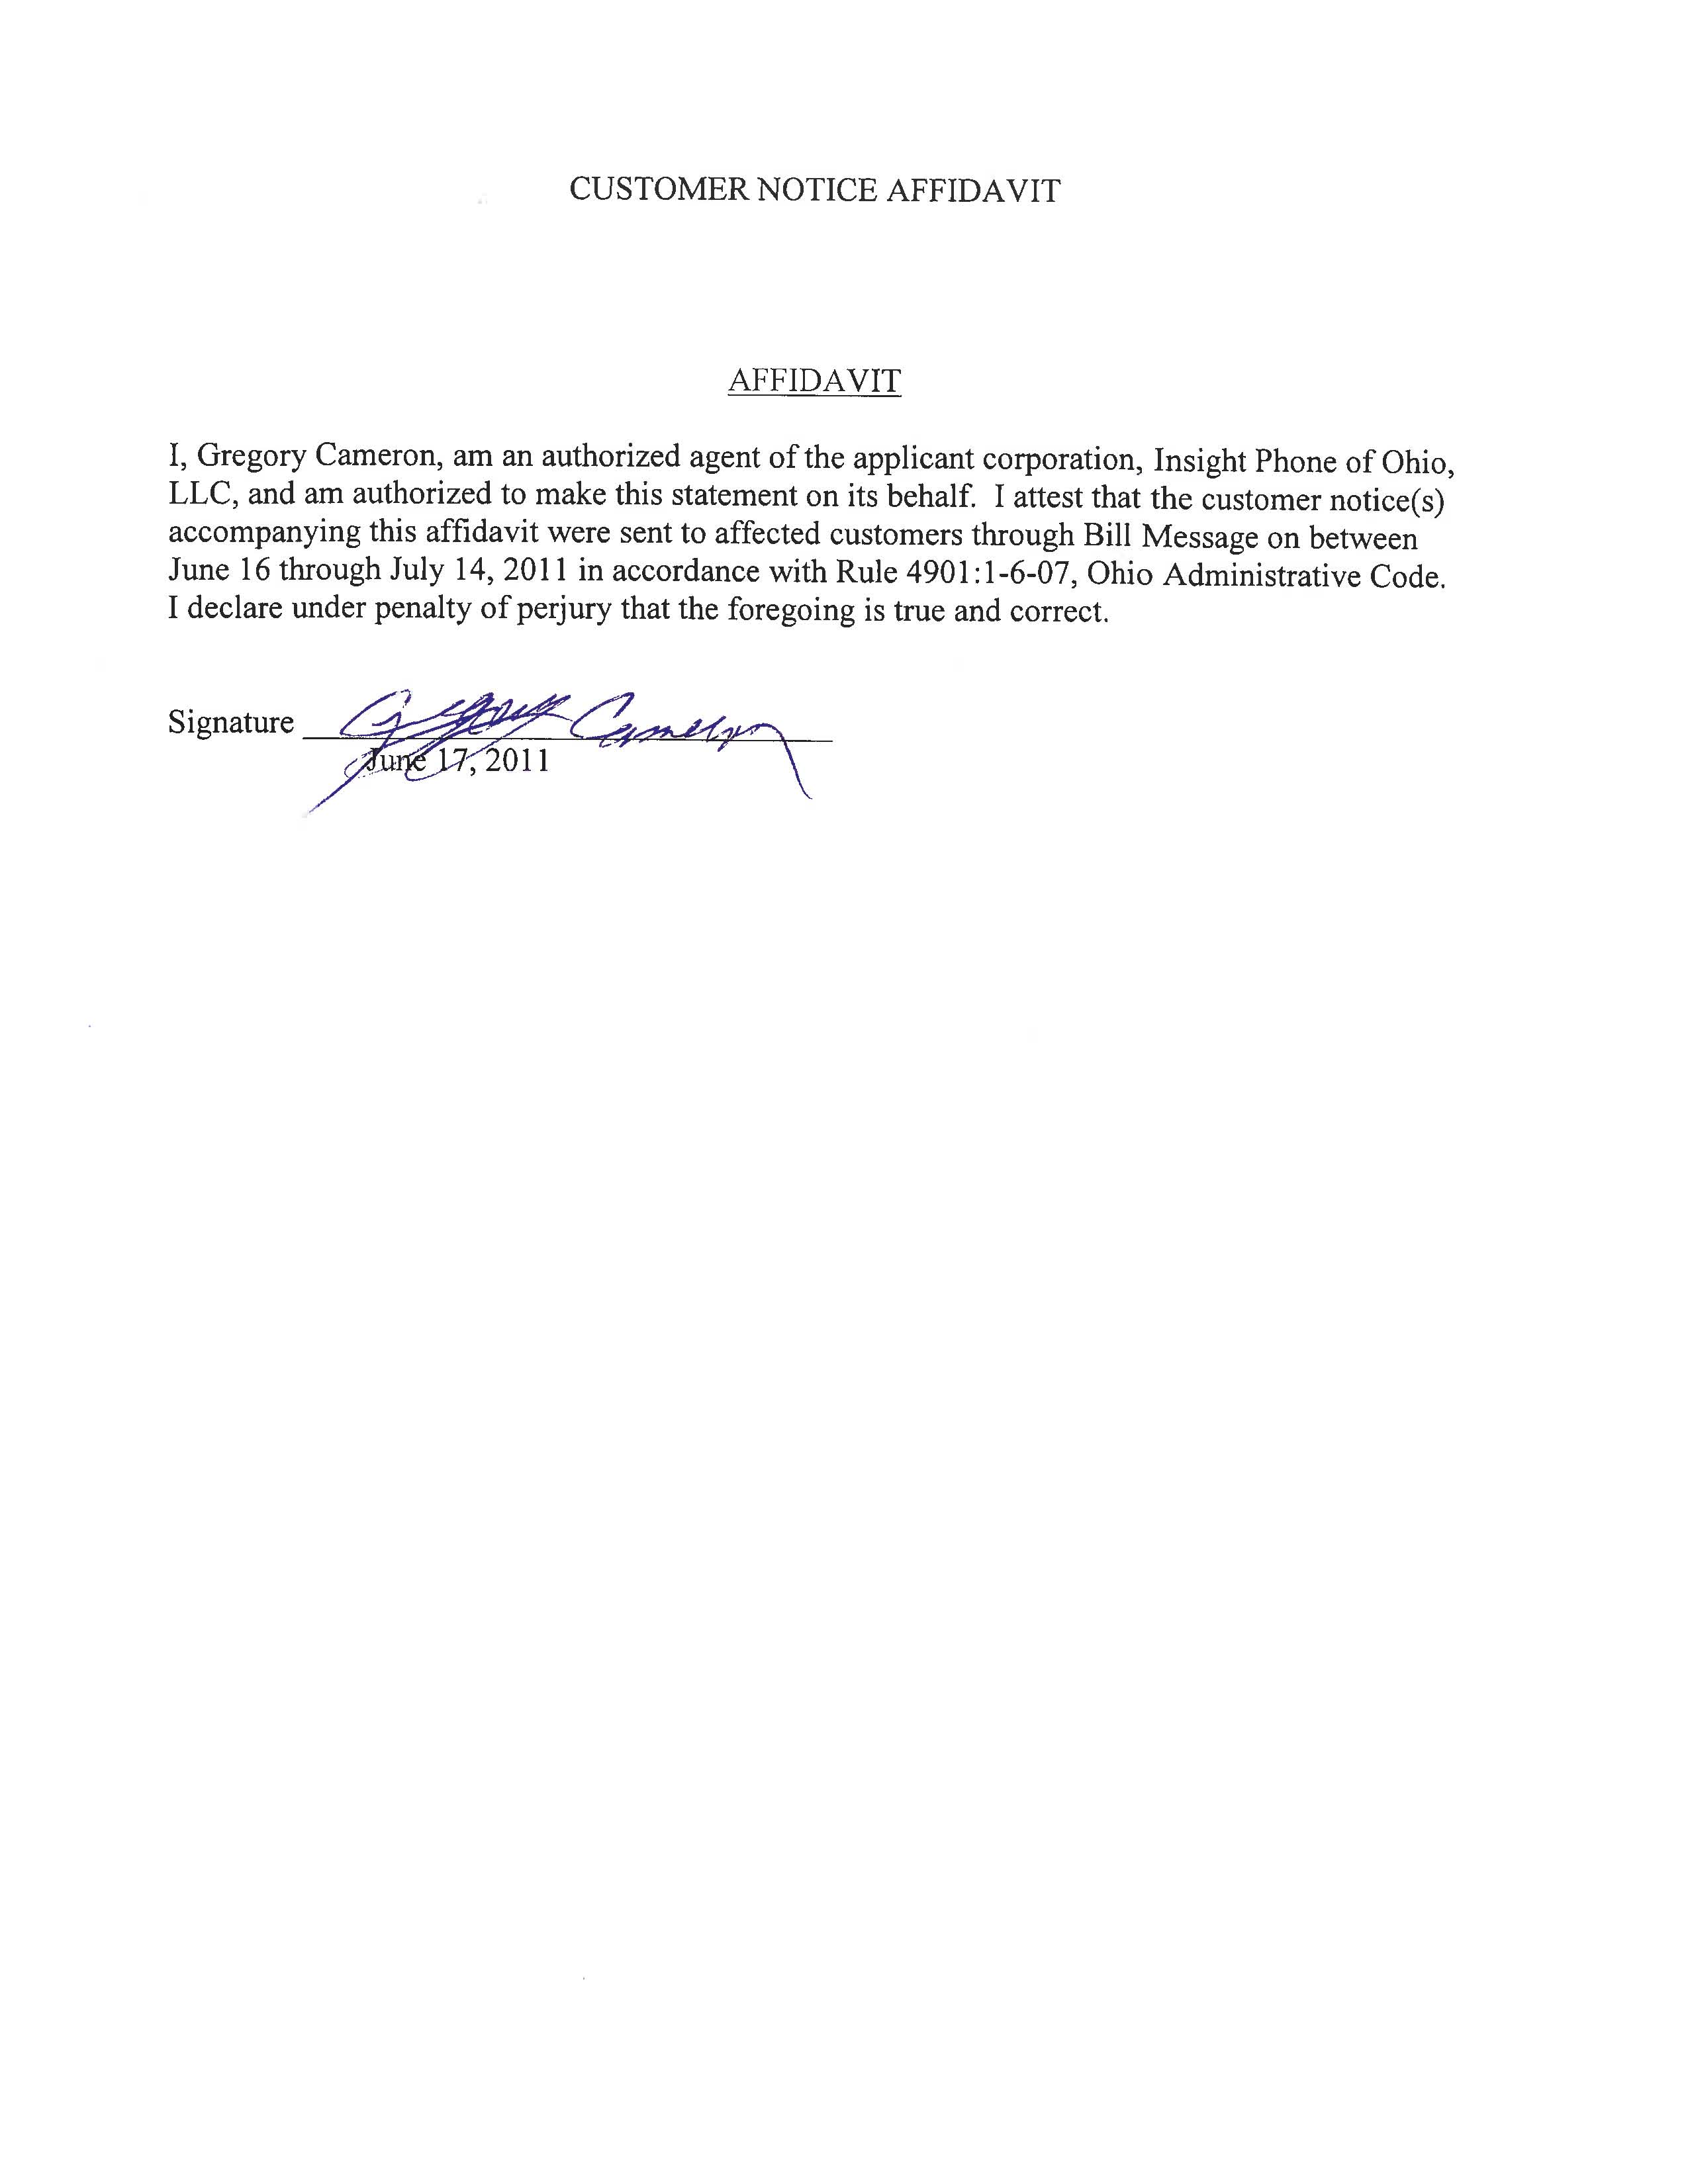 CUSTOMER NOTICE AFFIDAVIT
AFFIDAVIT
I, Gregory Cameron, am an authorized agent of the applicant corporation, Insight Phone of Ohio,
LLC, and am authorized to make this statement on its behalf.  I attest that the customer notice(s)
accompanying this affidavit were sent to affected customers through Bill Message on between
June 16 through July 14, 2011 in accordance with Rule 4901:1-6-07, Ohio Administrative Code.
I declare under penalty of perjury that the foregoing is true and correct.
Signature Gregory Cameron
June 17, 2011